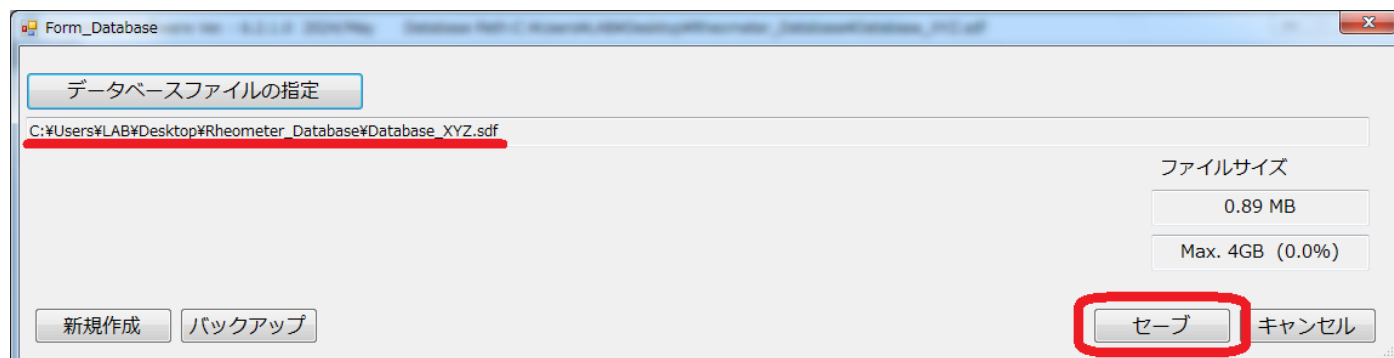 Form_Database
データベースファイルの指定
C:¥Users¥LAB¥Desktop¥Rheometer_Database¥Database_XYZ.sdf
ファイルサイズ
0.89 MB
Max. 4GB (0.0%)
新規作成 バックアップ セーブ キャンセル